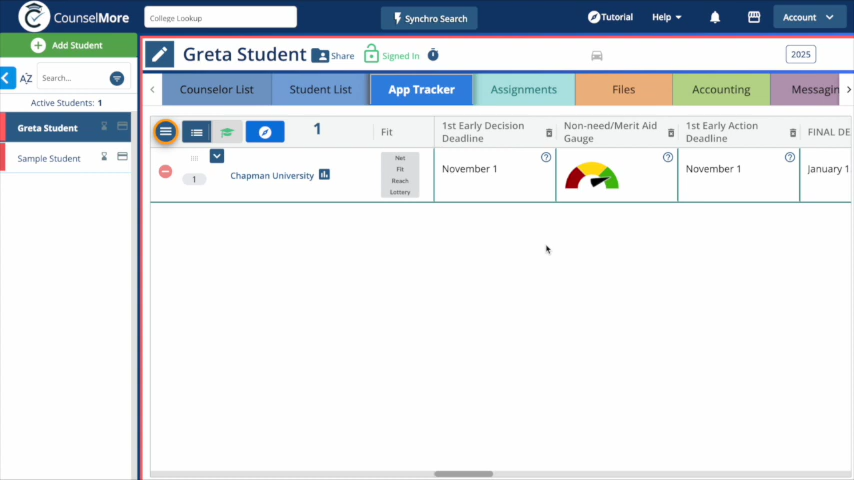 CounselMore
College Lookup
Synchro Search
Tutorial
Help
Account
Add Student
Greta Student
Share
Signed In
2025
AZ
Search...
Counselor List
Student List
App Tracker
Assignments
Files
Accounting
Messagin
Active Students: 1
Greta Student
Sample Student
1
Fit
1st Early Decision
Deadline
Non-need/Merit Aid
Gauge
1st Early Action
Deadline
FINAL DE
1
Chapman University
Net
Fit
Reach
Lottery
November 1
November 1
January 1